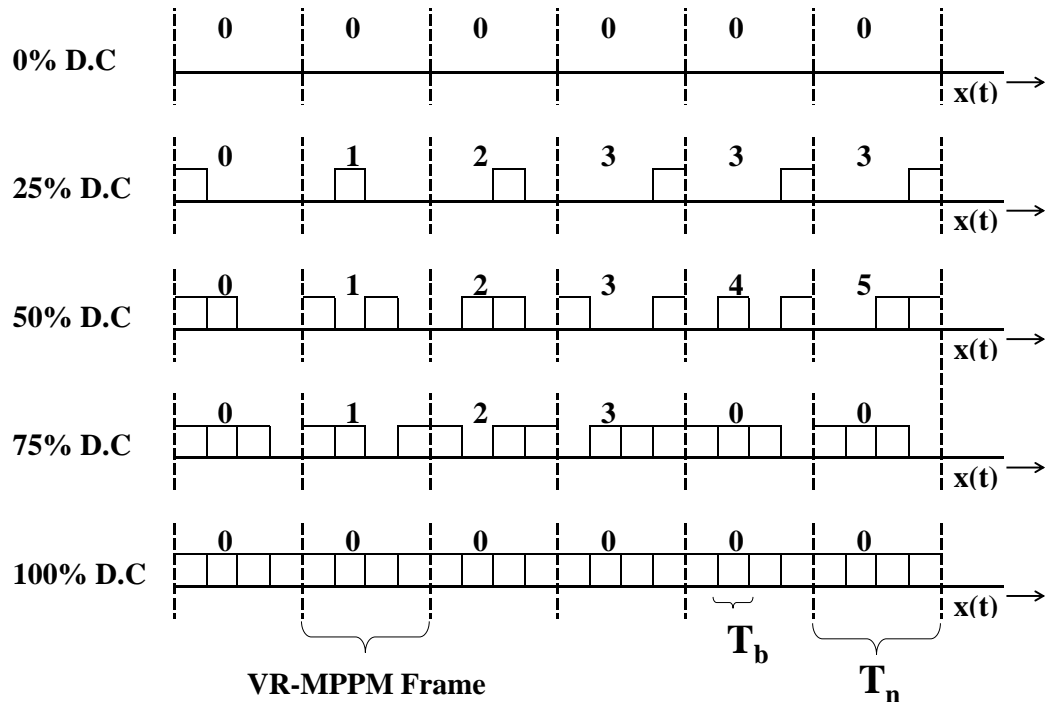 0 0 0 0 0 0
0% D.C
x(t)
0 1 2 3 3 3
25% D.C
x(t)
0 1 2 3 4 5
50% D.C
x(t)
0 1 2 3 0 0
75% D.C
x(t)
0 0 0 0 0 0
100% D.C
x(t)
T_b
VR-MPPM Frame
T_n